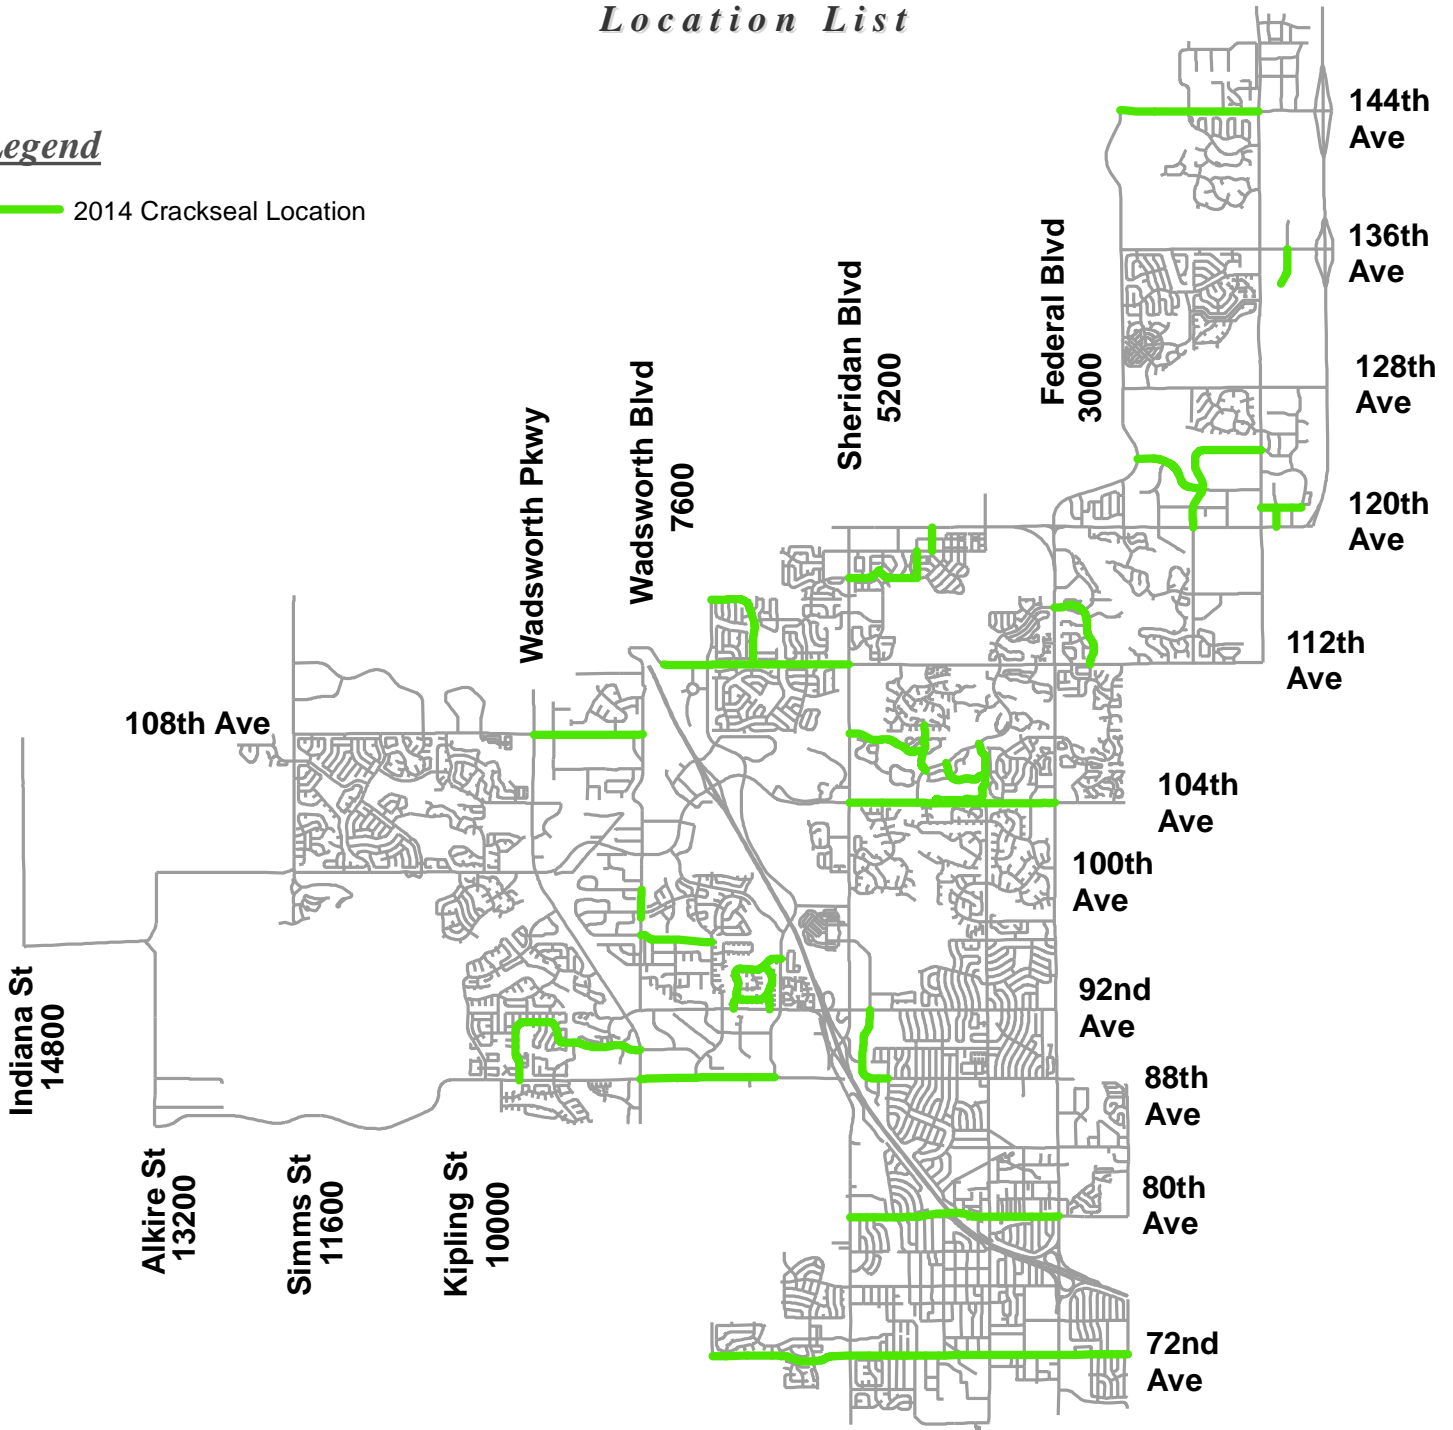 Location List
Legend
2014 Crackseal Location
144th
Ave
136th
Ave
128th
Ave
120th
Ave
112th
Ave
104th
Ave
100th
Ave
92nd
Ave
88th
Ave
80th
Ave
72nd
Ave
Federal Blvd
3000
Sheridan Blvd
5200
Wadsworth Blvd
7600
Wadsworth Pkwy
108th Ave
Indiana St
14800
Alkire St
13200
Simms St
11600
Kipling St
10000